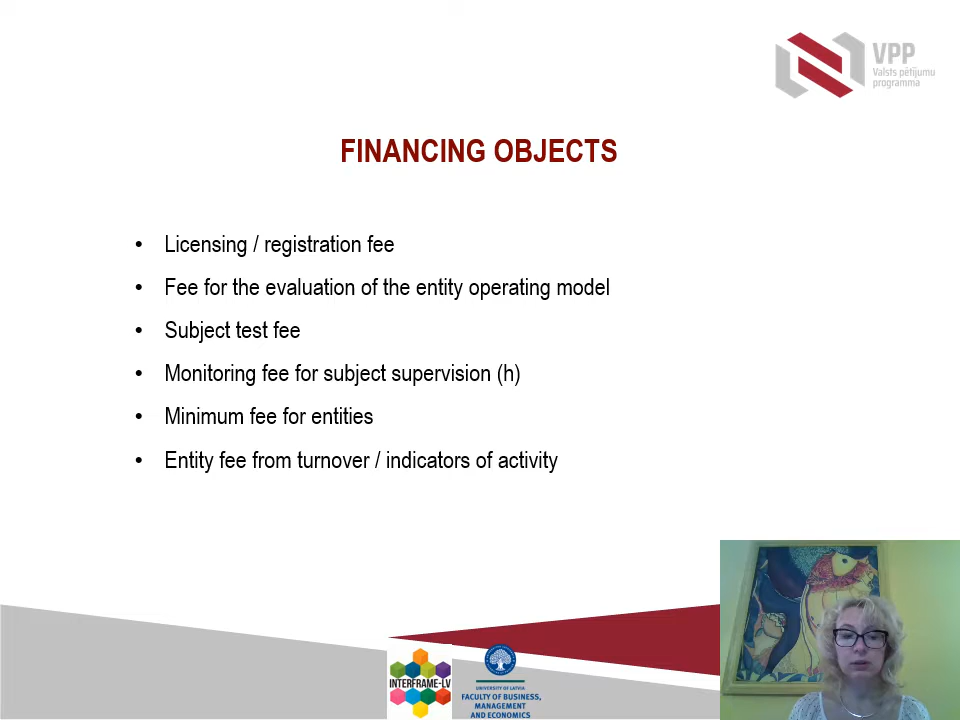 VPP
Valsts pētījumu
programma
FINANCING OBJECTS
• Licensing / registration fee
• Fee for the evaluation of the entity operating model
• Subject test fee
• Monitoring fee for subject supervision (h)
• Minimum fee for entities
• Entity fee from turnover / indicators of activity
INTERFRAME-LV
UNIVERSITY OF LATVIA
FACULTY OF BUSINESS,
MANAGEMENT
AND ECONOMICS